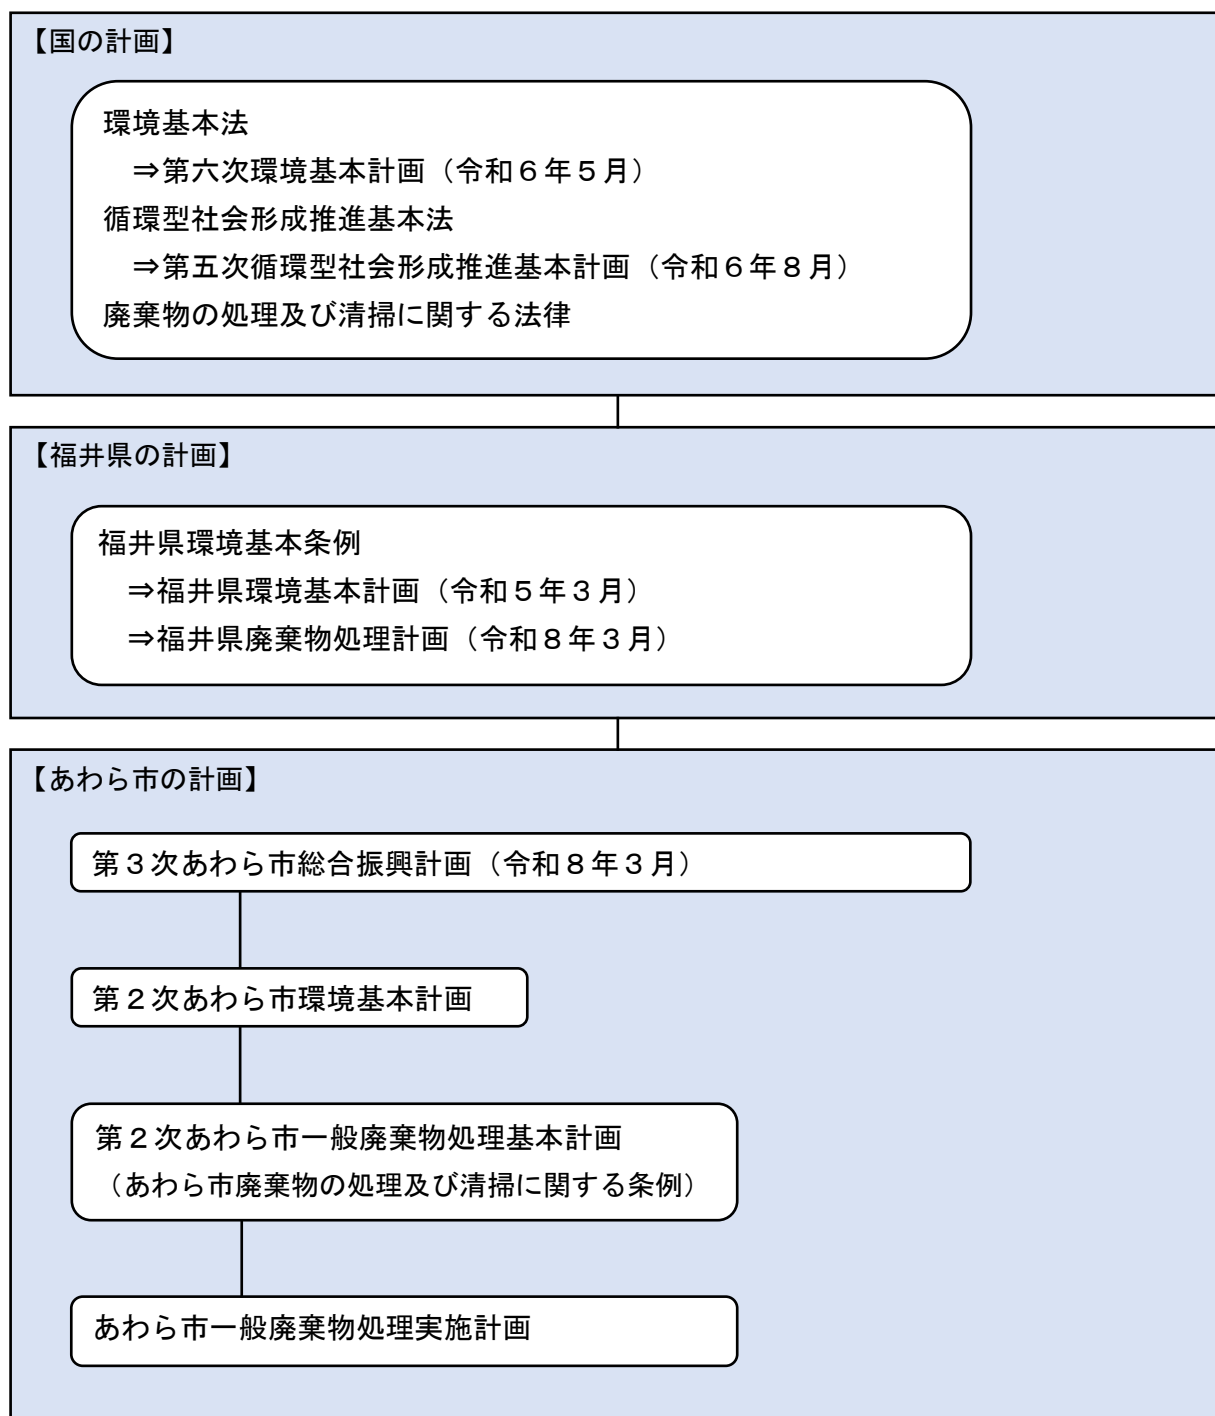 【国の計画】
環境基本法
⇒第六次環境基本計画（令和６年５月）
循環型社会形成推進基本法
⇒第五次循環型社会形成推進基本計画（令和６年８月）
廃棄物の処理及び清掃に関する法律
【福井県の計画】
福井県環境基本条例
⇒福井県環境基本計画（令和５年３月）
⇒福井県廃棄物処理計画（令和８年３月）
【あわら市の計画】
第３次あわら市総合振興計画（令和８年３月）
第２次あわら市環境基本計画
第２次あわら市一般廃棄物処理基本計画
（あわら市廃棄物の処理及び清掃に関する条例）
あわら市一般廃棄物処理実施計画